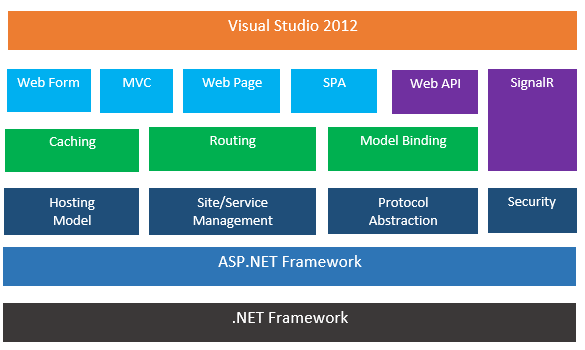 Visual Studio 2012
Web Form MVC Web Page SPA Web API SignalR
Caching Routing Model Binding
Hosting
Model
Site/Service
Management
Protocol
Abstraction
Security
ASP.NET Framework
.NET Framework